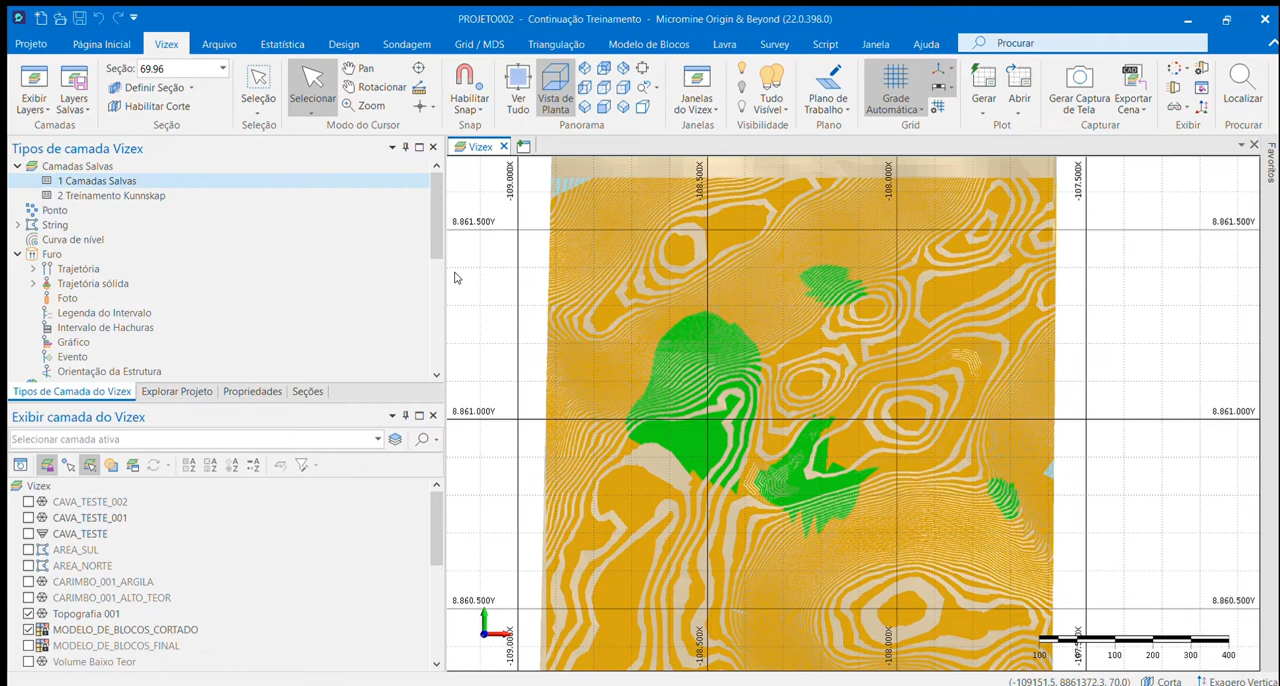 PROJETO002 - Continuação Treinamento - Micromine Origin & Beyond (22.0.398.0)
Projeto Página Inicial Vizex Arquivo Estatística Design Sondagem Grid / MDS Triangulação Modelo de Blocos Lavra Survey Script Janela Ajuda Procurar
Exibir Layers
Layers Salvas
Camadas
Seção: 69.96
Definir Seção
Habilitar Corte
Seção
Seleção
Seleção
Selecionar
Pan
Rotacionar
Zoom
Modo do Cursor
Habilitar Snap
Snap
Ver Tudo
Vista de Planta
Panorama
Janelas do Vizex
Janelas
Tudo Visível
Visibilidade
Plano de Trabalho
Plano
Grade Automática
Grid
Gerar
Abrir
Plot
Gerar Captura de Tela
CAD
Exportar Cena
Capturar
Exibir
Localizar
Procurar
Tipos de camada Vizex
Camadas Salvas
1 Camadas Salvas
2 Treinamento Kunnskap
Ponto
String
Curva de nível
Furo
Trajetória
Trajetória sólida
Foto
Legenda do Intervalo
Intervalo de Hachuras
Gráfico
Evento
Orientação da Estrutura
Tipos de Camada do Vizex Explorar Projeto Propriedades Seções
Exibir camada do Vizex
Selecionar camada ativa
Vizex
CAVA_TESTE_002
CAVA_TESTE_001
CAVA_TESTE
AREA_SUL
AREA_NORTE
CARIMBO_001_ARGILA
CARIMBO_001_ALTO_TEOR
Topografia 001
MODELO_DE_BLOCOS_CORTADO
MODELO_DE_BLOCOS_FINAL
Volume Baixo Teor
Vizex
Favoritos
-109.000X -108.500X -108.000X -107.500X
8.861.500Y 8.861.500Y
8.861.000Y 8.861.000Y
8.860.500Y 8.860.500Y
-109.000X -108.500X -108.000X
100 100 200 300 400
(-109151.5, 8861372.3, 70.0) Corta Exagero Vertica